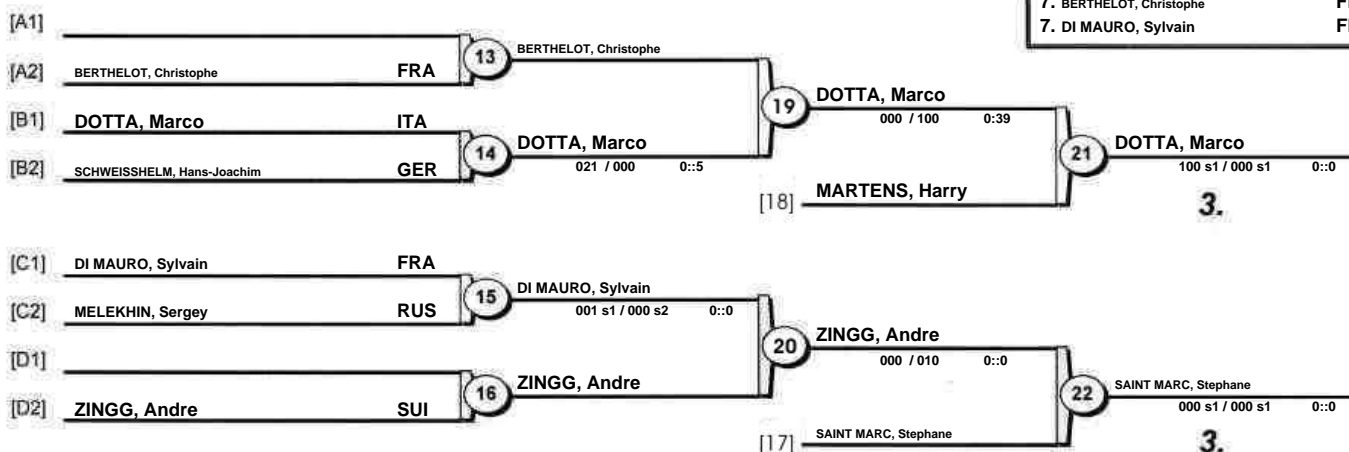 7. BERTHELOT, Christophe
7. DI MAURO, Sylvain
[A1]
[A2] BERTHELOT, Christophe FRA
13 BERTHELOT, Christophe
[B1] DOTTA, Marco ITA
[B2] SCHWEISSHELM, Hans-Joachim GER
14 DOTTA, Marco
021 / 000 0::5
19 DOTTA, Marco
000 / 100 0:39
[18] MARTENS, Harry
21 DOTTA, Marco
100 s1 / 000 s1 0::0
3.
[C1] DI MAURO, Sylvain FRA
[C2] MELEKHIN, Sergey RUS
15 DI MAURO, Sylvain
001 s1 / 000 s2 0::0
[D1]
[D2] ZINGG, Andre SUI
16 ZINGG, Andre
20 ZINGG, Andre
000 / 010 0::0
[17] SAINT MARC, Stephane
22 SAINT MARC, Stephane
000 s1 / 000 s1 0::0
3.